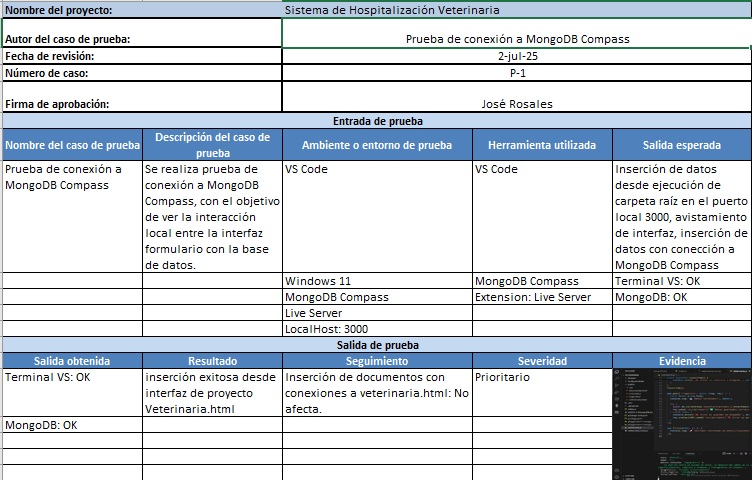 Nombre del proyecto: Sistema de Hospitalización Veterinaria
Autor del caso de prueba: Prueba de conexión a MongoDB Compass
Fecha de revisión: 2-jul-25
Número de caso: P-1
Firma de aprobación: José Rosales
Entrada de prueba
Nombre del caso de prueba
Descripción del caso de
prueba
Ambiente o entorno de prueba
Herramienta utilizada
Salida esperada
Prueba de conexión a
MongoDB Compass
Se realiza prueba de
conexión a MongoDB
Compass, con el objetivo
de ver la interacción
local entre la interfaz
formulario con la base
de datos.
VS Code
VS Code
Inserción de datos
desde ejecución de
carpeta raíz en el puerto
local 3000, avistamiento
de interfaz, inserción de
datos con conección a
MongoDB Compass
Windows 11
MongoDB Compass
Terminal VS: OK
MongoDB Compass
Extension: Live Server
MongoDB: OK
Live Server
LocalHost: 3000
Salida de prueba
Salida obtenida
Resultado
Seguimiento
Severidad
Evidencia
Terminal VS: OK
inserción exitosa desde
interfaz de proyecto
Veterinaria.html
Inserción de documentos con
conexiones a veterinaria.html: No
afecta.
Prioritario
MongoDB: OK